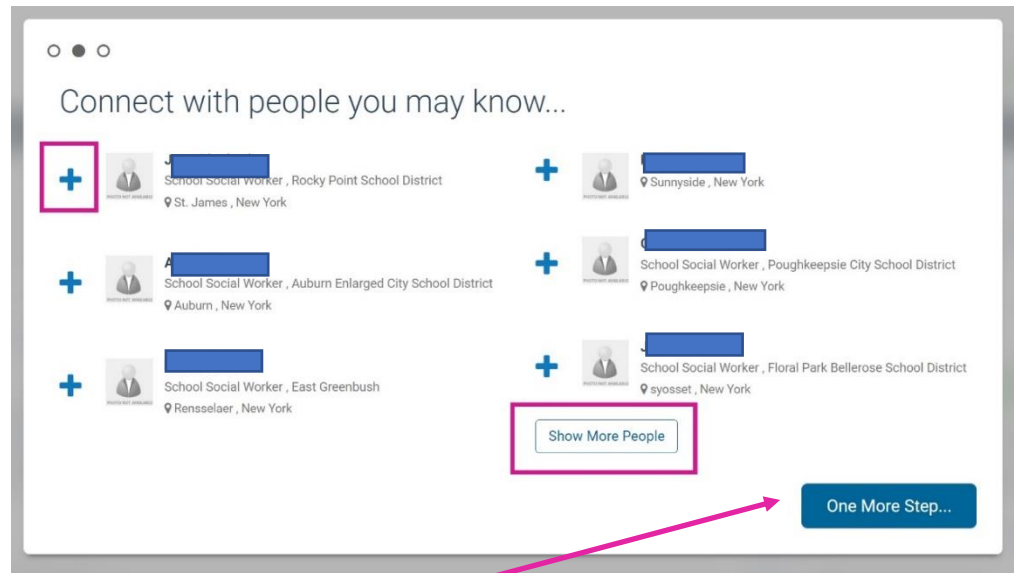 Connect with people you may know...
School Social Worker , Rocky Point School District
St. James , New York
School Social Worker , Auburn Enlarged City School District
Auburn , New York
School Social Worker , East Greenbush
Rensselaer , New York
Sunnyside , New York
School Social Worker , Poughkeepsie City School District
Poughkeepsie , New York
School Social Worker , Floral Park Bellerose School District
syosset , New York
Show More People
One More Step...